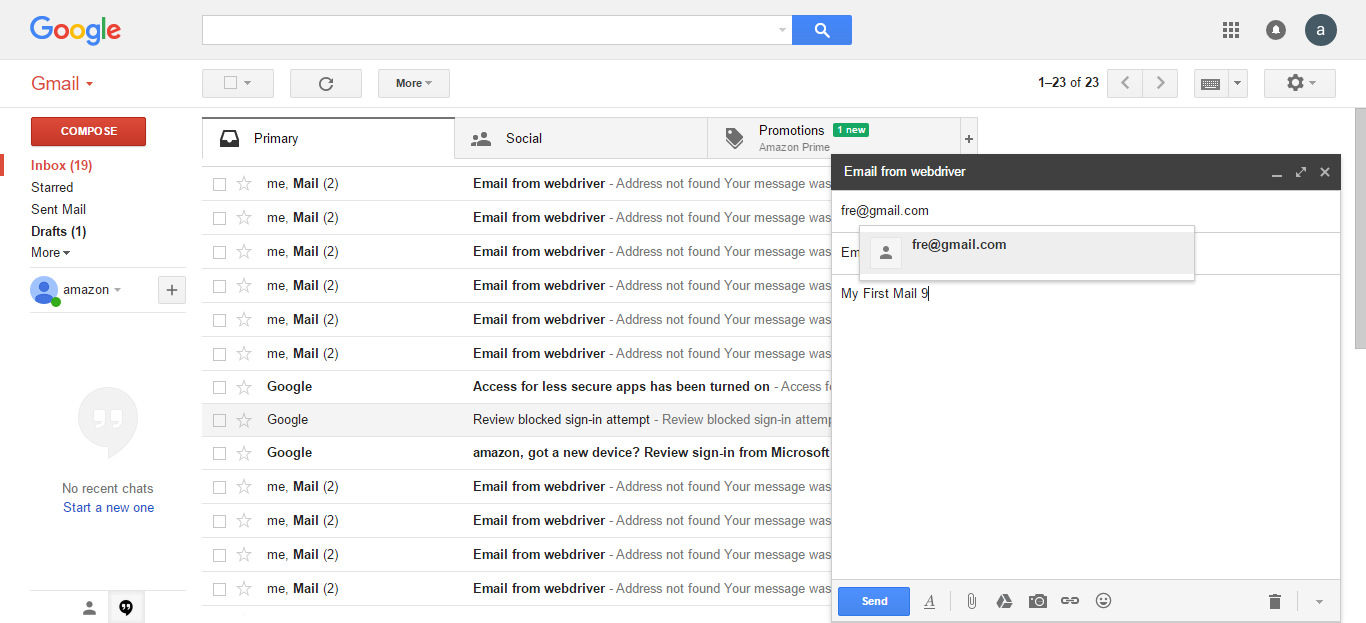 Google
a
Gmail
More
1–23 of 23
COMPOSE
Inbox (19)
Starred
Sent Mail
Drafts (1)
More
amazon
No recent chats
Start a new one
Primary
Social
Promotions 1 new
Amazon Prime
me, Mail (2) Email from webdriver - Address not found Your message was
me, Mail (2) Email from webdriver - Address not found Your message was
me, Mail (2) Email from webdriver - Address not found Your message was
me, Mail (2) Email from webdriver - Address not found Your message was
me, Mail (2) Email from webdriver - Address not found Your message was
me, Mail (2) Email from webdriver - Address not found Your message was
Google Access for less secure apps has been turned on - Access
Google Review blocked sign-in attempt - Review blocked sign-in
Google amazon, got a new device? Review sign-in from Microsoft
me, Mail (2) Email from webdriver - Address not found Your message was
me, Mail (2) Email from webdriver - Address not found Your message was
me, Mail (2) Email from webdriver - Address not found Your message was
me, Mail (2) Email from webdriver - Address not found Your message was
Email from webdriver
fre@gmail.com
fre@gmail.com
Em
My First Mail 9
Send A